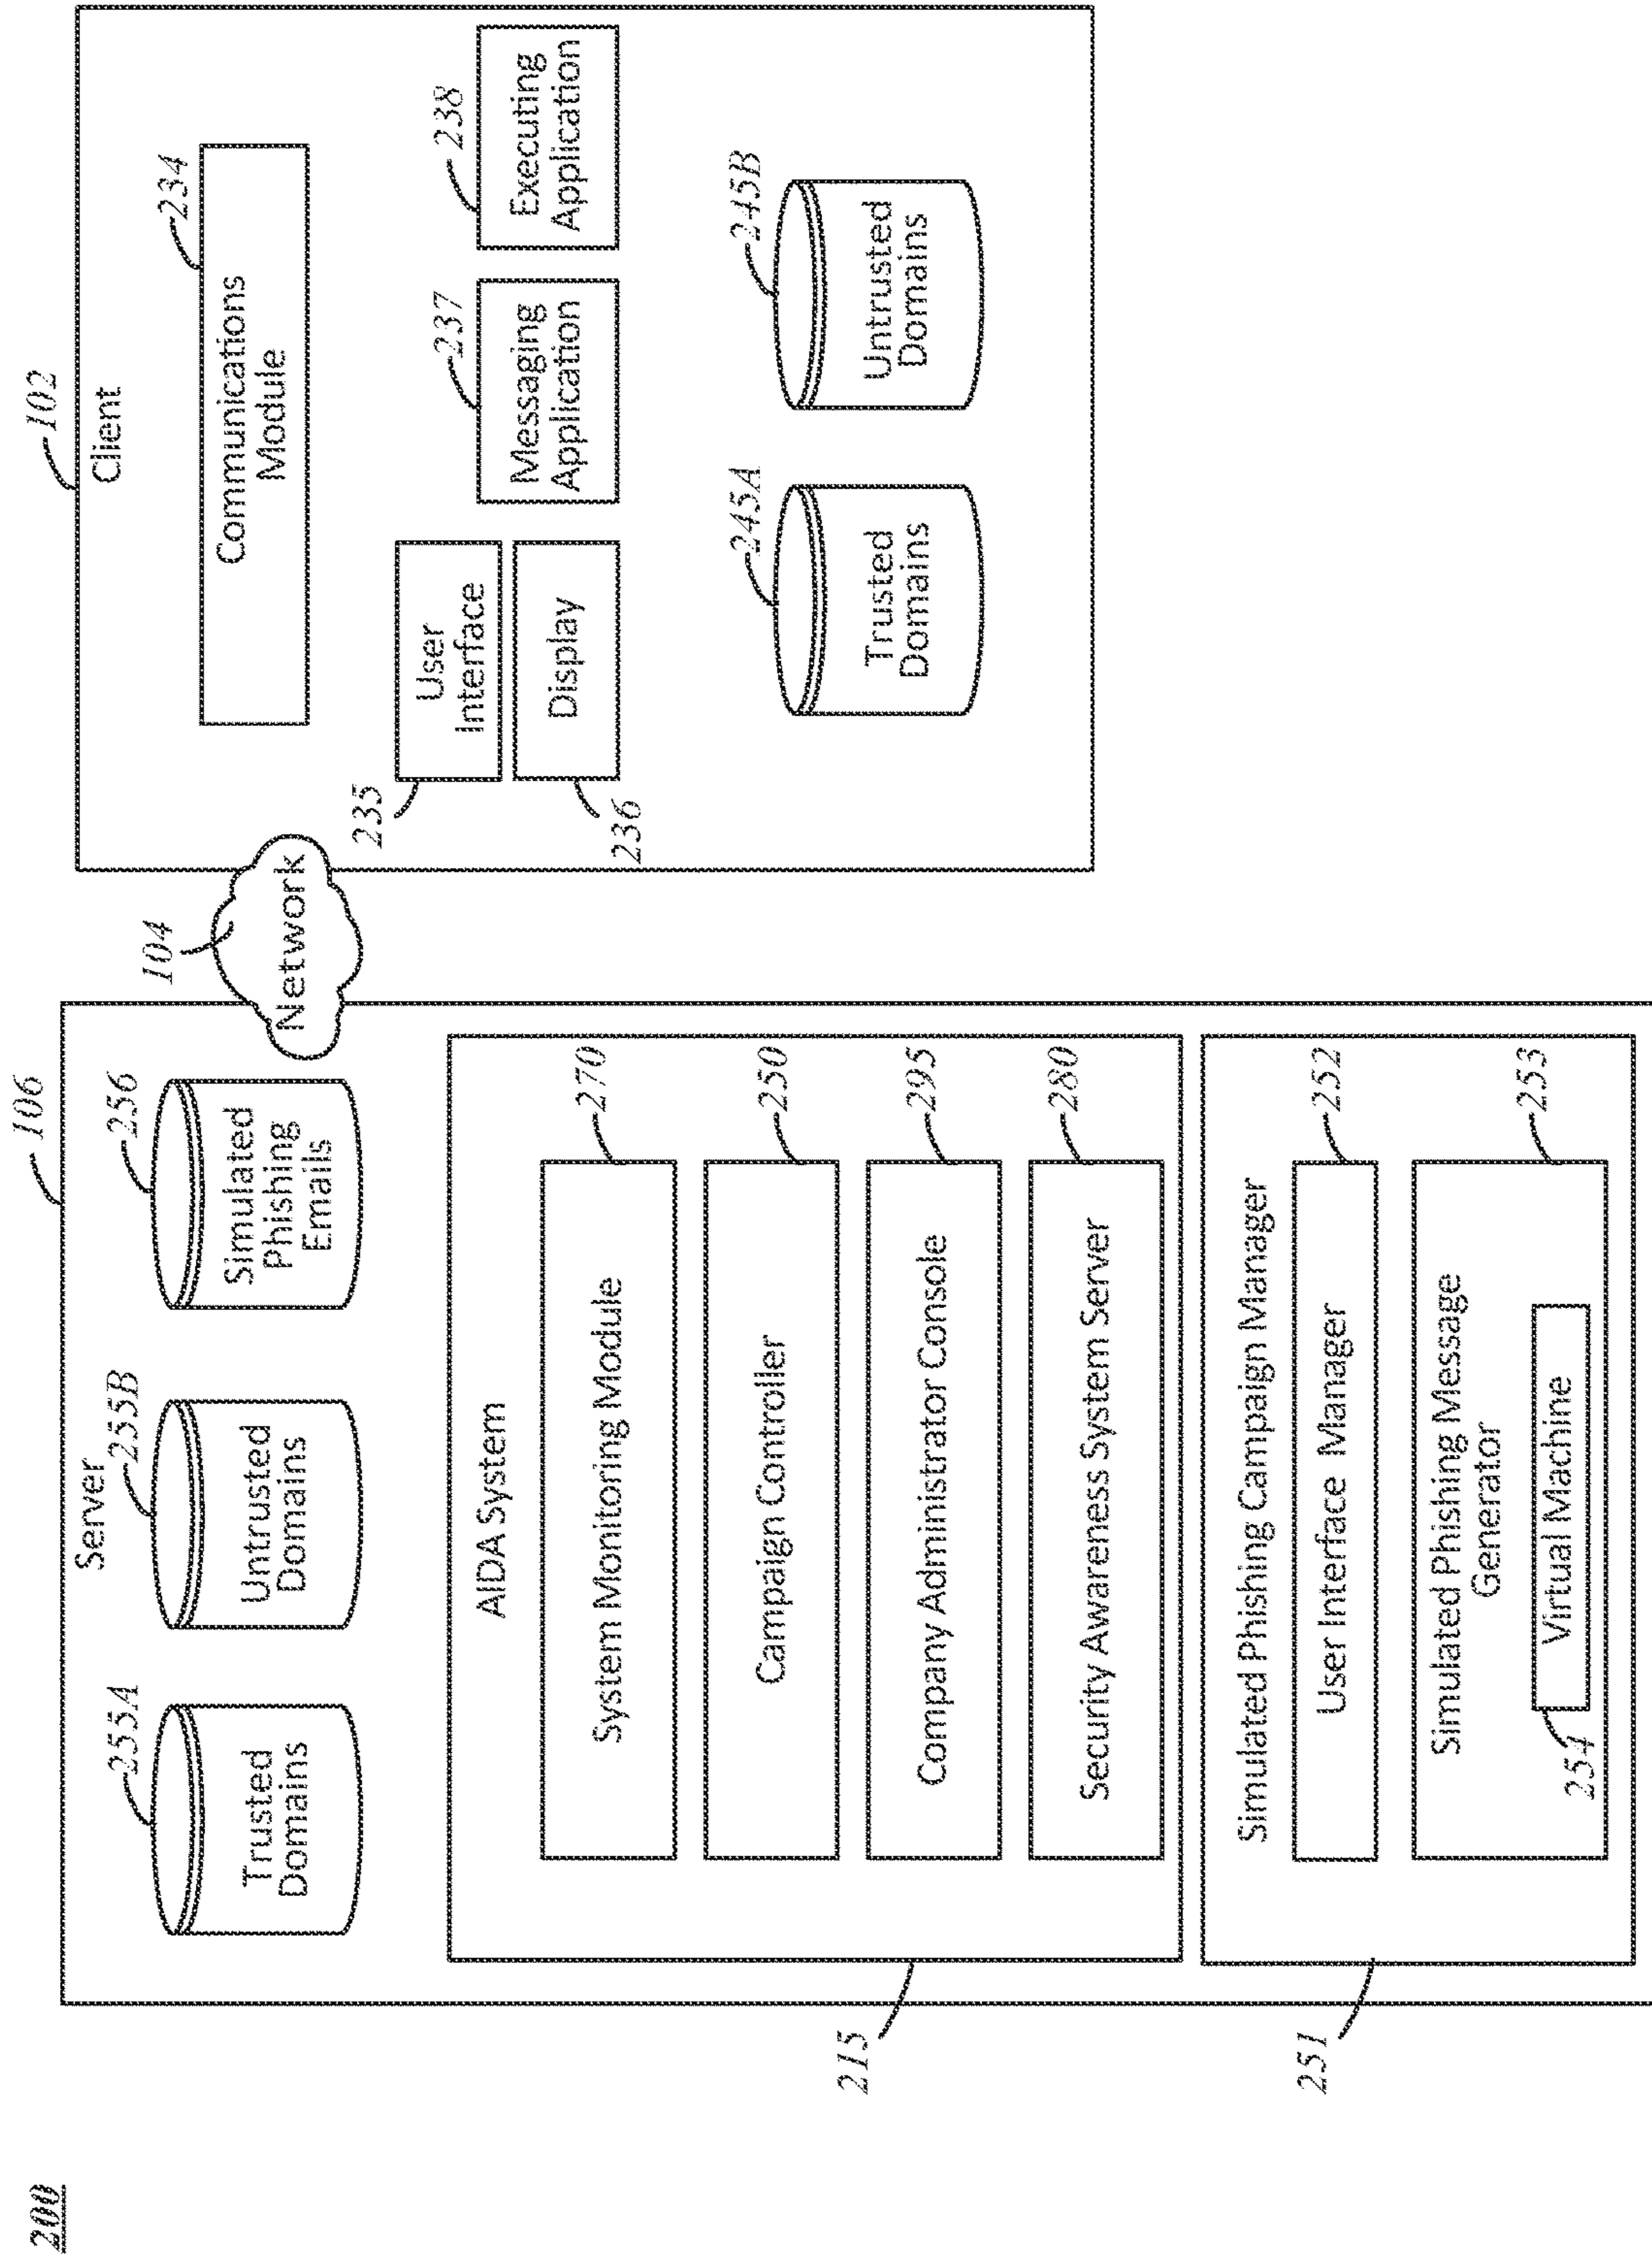 200
106
Server
255A
Trusted
Domains
255B
Untrusted
Domains
256
Simulated
Phishing
Emails
AIDA System
System Monitoring Module
270
Campaign Controller
250
Company Administrator Console
295
Security Awareness System Server
280
215
Simulated Phishing Campaign Manager
User Interface Manager
252
Simulated Phishing Message
Generator
253
Virtual Machine
254
251
104
Network
102
Client
Communications
Module
234
235
User
Interface
Display
236
237
Messaging
Application
238
Executing
Application
245A
Trusted
Domains
245B
Untrusted
Domains